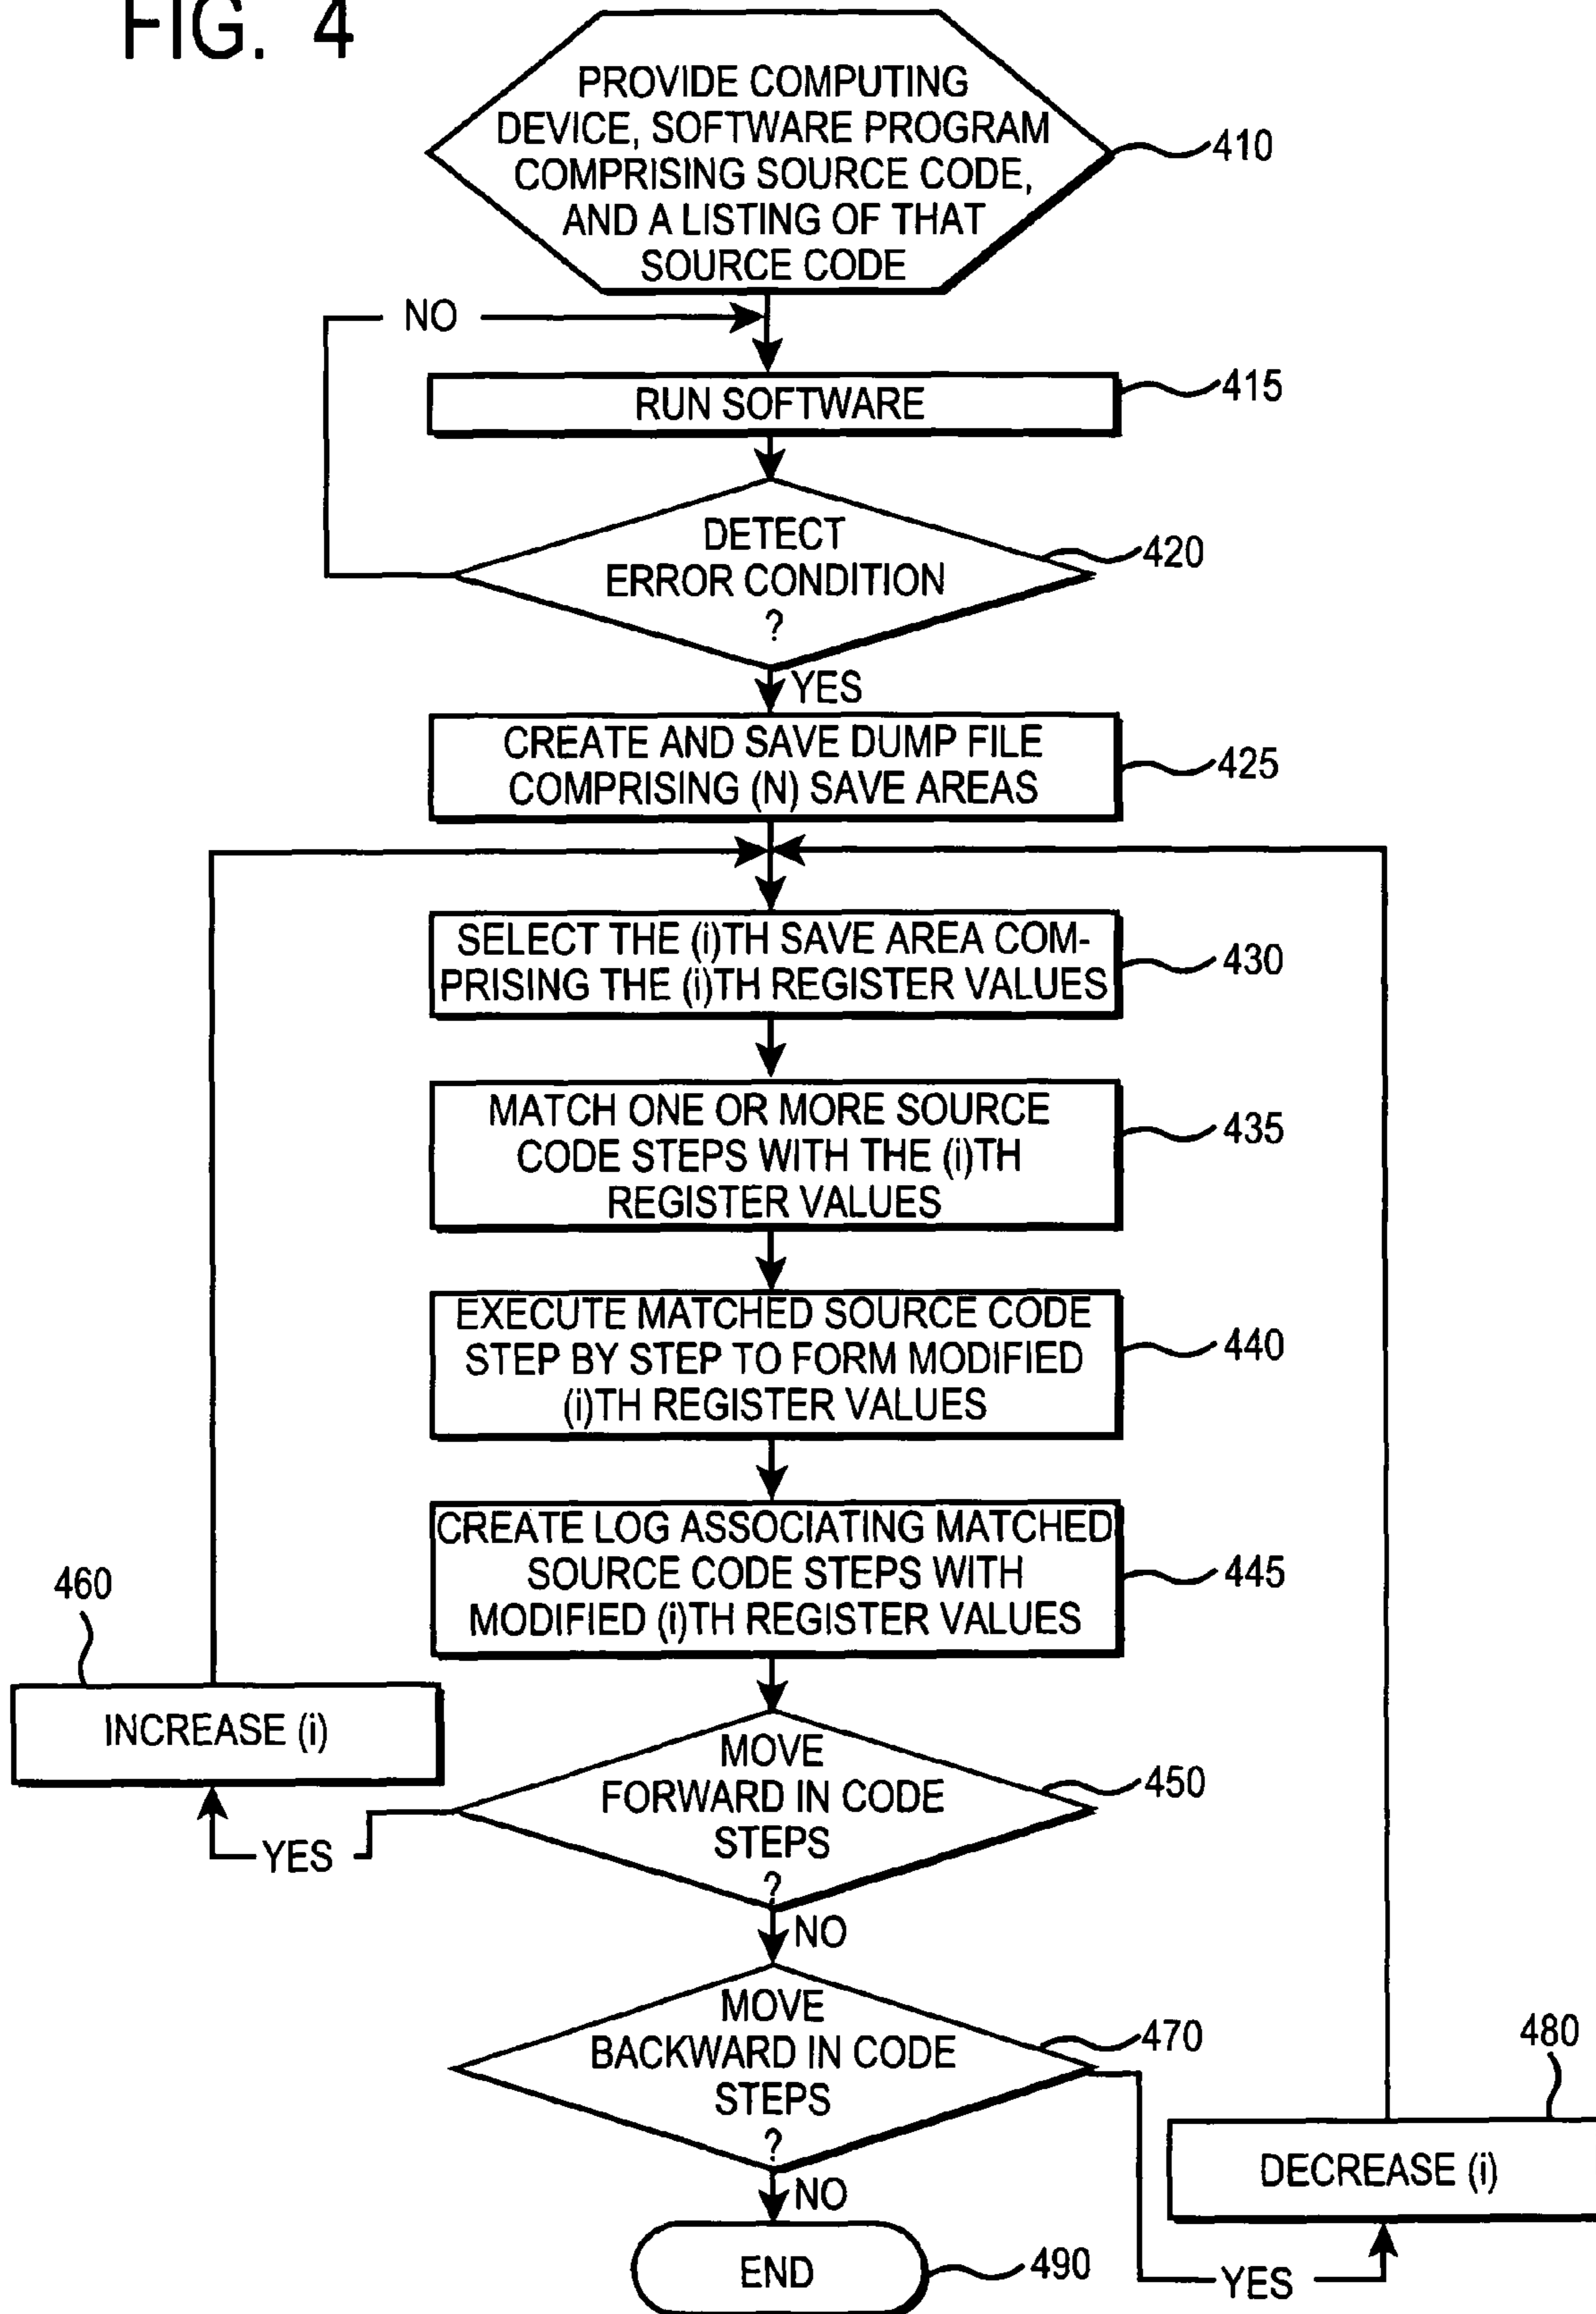 FIG. 4
PROVIDE COMPUTING
DEVICE, SOFTWARE PROGRAM
COMPRISING SOURCE CODE,
AND A LISTING OF THAT
SOURCE CODE
410
NO
RUN SOFTWARE
415
DETECT
ERROR CONDITION
?
420
YES
CREATE AND SAVE DUMP FILE
COMPRISING (N) SAVE AREAS
425
SELECT THE (i)TH SAVE AREA COM-
PRISING THE (i)TH REGISTER VALUES
430
MATCH ONE OR MORE SOURCE
CODE STEPS WITH THE (i)TH
REGISTER VALUES
435
EXECUTE MATCHED SOURCE CODE
STEP BY STEP TO FORM MODIFIED
(i)TH REGISTER VALUES
440
CREATE LOG ASSOCIATING MATCHED
SOURCE CODE STEPS WITH
MODIFIED (i)TH REGISTER VALUES
445
460
INCREASE (i)
MOVE
FORWARD IN CODE
STEPS
?
450
YES
NO
MOVE
BACKWARD IN CODE
STEPS
?
470
480
DECREASE (i)
NO
YES
END
490